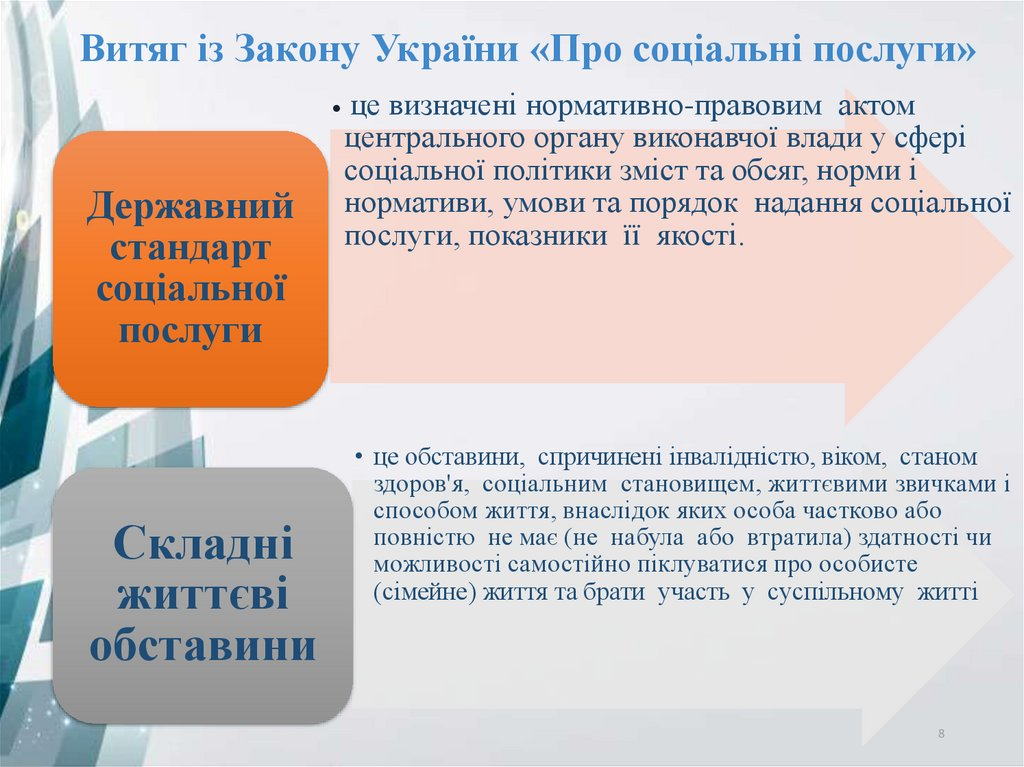 Витяг із Закону України «Про соціальні послуги»
Державний
стандарт
соціальної
послуги
• це визначені нормативно-правовим актом
центрального органу виконавчої влади у сфері
соціальної політики зміст та обсяг, норми і
нормативи, умови та порядок надання соціальної
послуги, показники її якості.
Складні
життєві
обставини
• це обставини, спричинені інвалідністю, віком, станом
здоров'я, соціальним становищем, життєвими звичками і
способом життя, внаслідок яких особа частково або
повністю не має (не набула або втратила) здатності чи
можливості самостійно піклуватися про особисте
(сімейне) життя та брати участь у суспільному житті
8